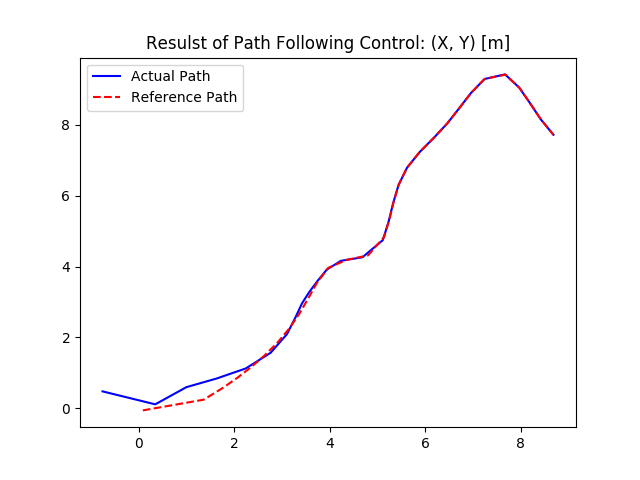 Resulst of Path Following Control: (X, Y) [m]
Actual Path
Reference Path
8
6
4
2
0
0 2 4 6 8